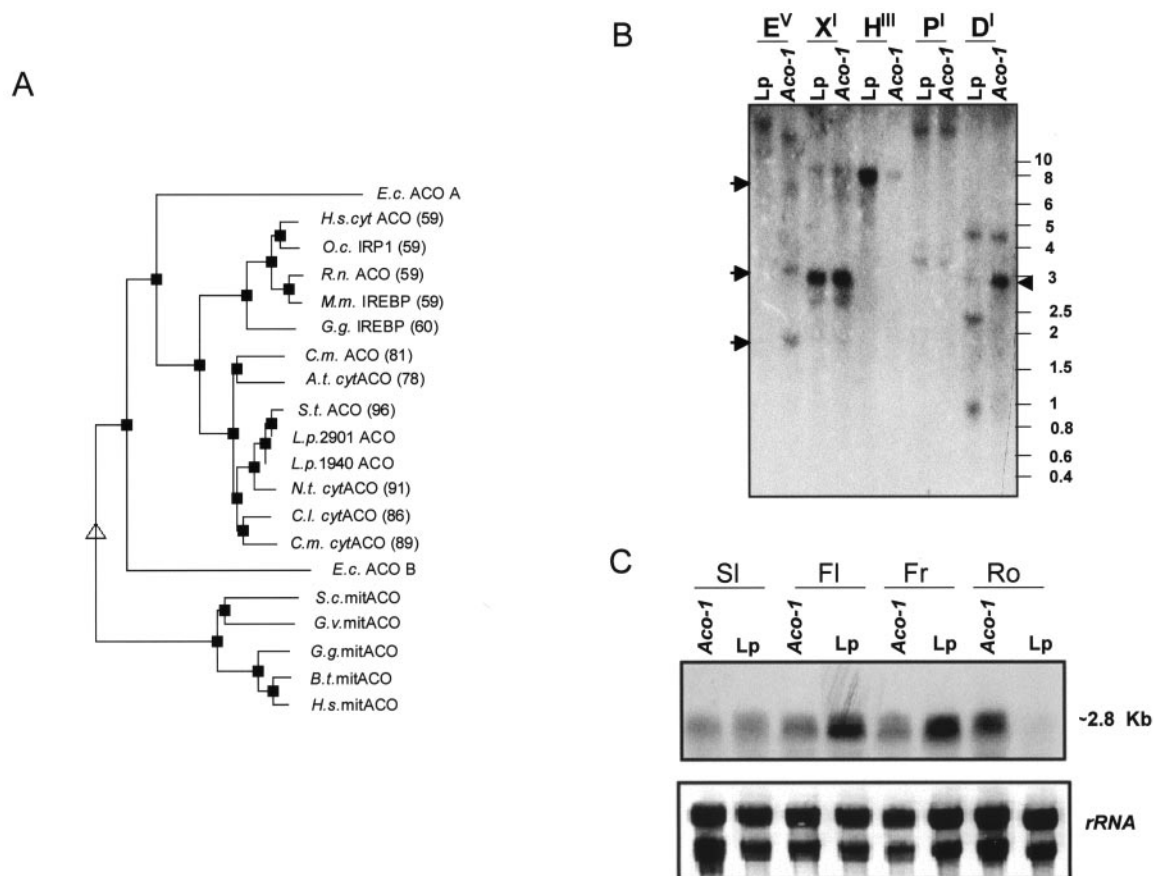 A
E.c. ACO A
H.s.cyt ACO (59)
O.c. IRP1 (59)
R.n. ACO (59)
M.m. IREBP (59)
G.g. IREBP (60)
C.m. ACO (81)
A.t. cytACO (78)
S.t. ACO (96)
L.p.2901 ACO
L.p.1940 ACO
N.t. cytACO (91)
C.l. cytACO (86)
C.m. cytACO (89)
E.c. ACO B
S.c.mitACO
G.v.mitACO
G.g.mitACO
B.t.mitACO
H.s.mitACO
B
E^V X^I H^III P^I D^I
Lp Aco-1 Lp Aco-1 Lp Aco-1 Lp Aco-1 Lp Aco-1
10
8
6
5
4
3
2.5
2
1.5
1
0.8
0.6
0.4
C
Sl Fl Fr Ro
Aco-1 Lp Aco-1 Lp Aco-1 Lp Aco-1 Lp
~2.8 Kb
rRNA